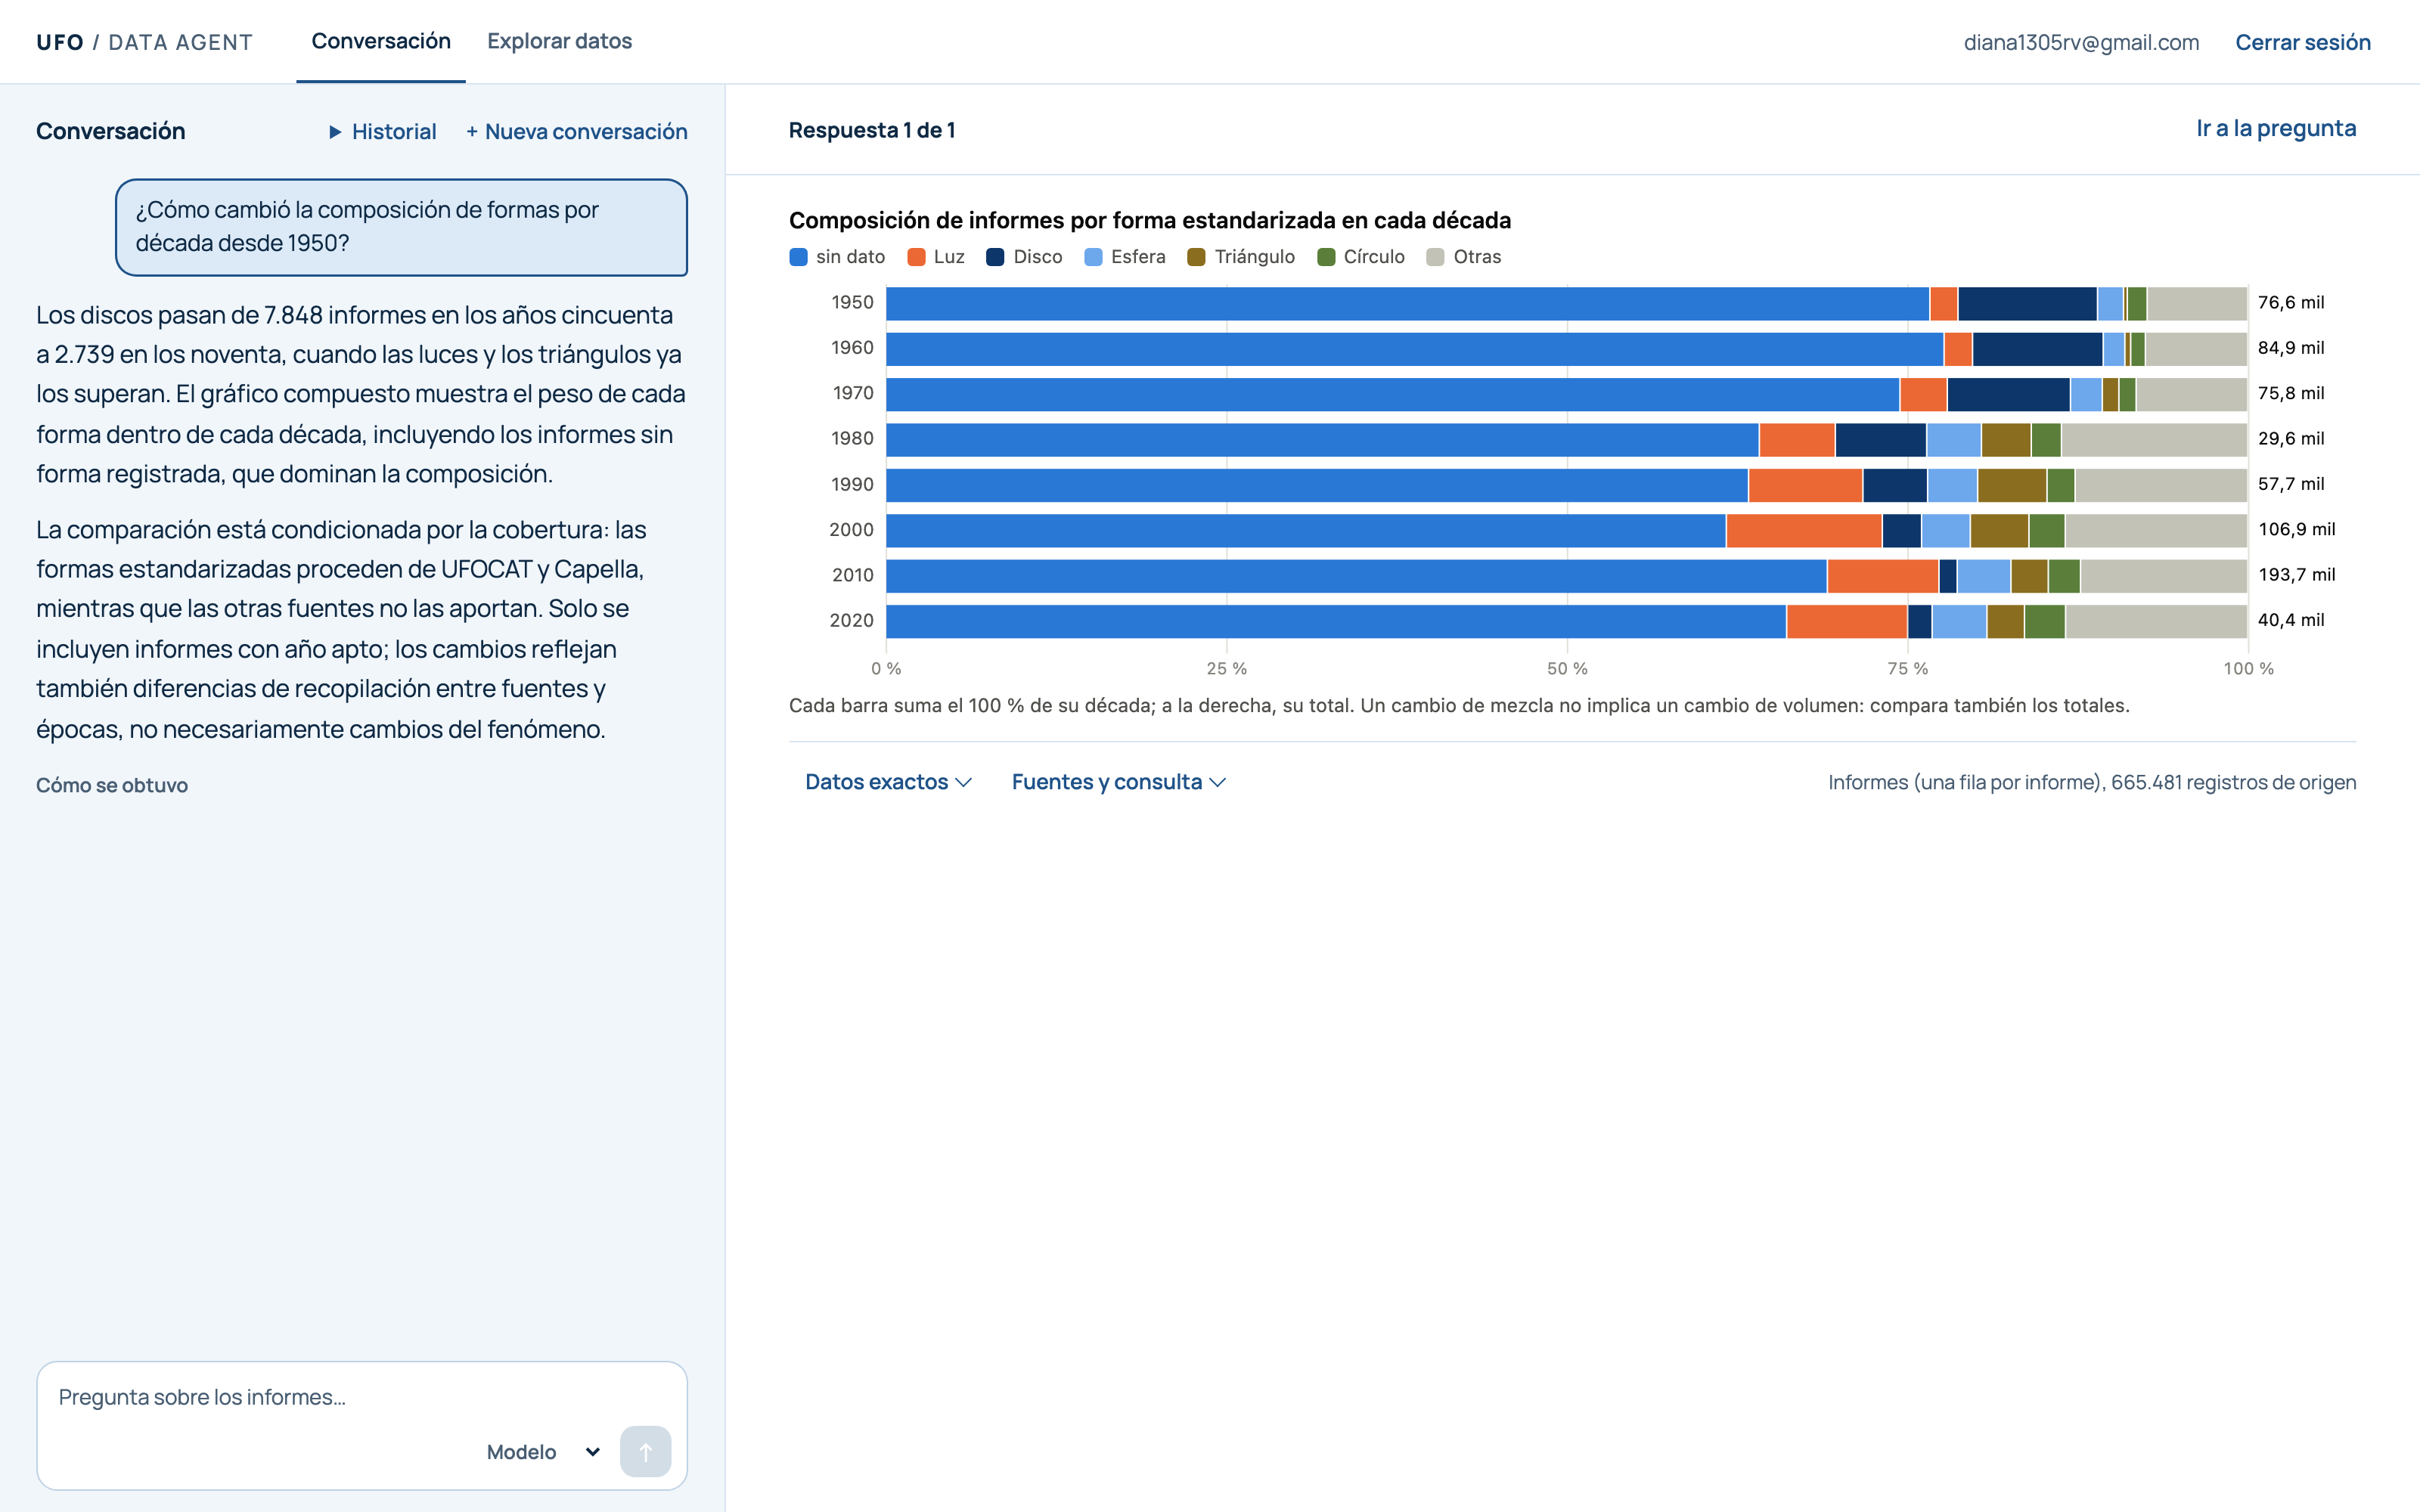 UFO / DATA AGENT
Conversación
Explorar datos
diana1305rv@gmail.com
Cerrar sesión
Conversación
Historial
+ Nueva conversación
¿Cómo cambió la composición de formas por
década desde 1950?
Los discos pasan de 7.848 informes en los años cincuenta
a 2.739 en los noventa, cuando las luces y los triángulos ya
los superan. El gráfico compuesto muestra el peso de cada
forma dentro de cada década, incluyendo los informes sin
forma registrada, que dominan la composición.
La comparación está condicionada por la cobertura: las
formas estandarizadas proceden de UFOCAT y Capella,
mientras que las otras fuentes no las aportan. Solo se
incluyen informes con año apto; los cambios reflejan
también diferencias de recopilación entre fuentes y
épocas, no necesariamente cambios del fenómeno.
Cómo se obtuvo
Pregunta sobre los informes...
Modelo
Respuesta 1 de 1
Ir a la pregunta
Composición de informes por forma estandarizada en cada década
sin dato Luz Disco Esfera Triángulo Círculo Otras
1950 76,6 mil
1960 84,9 mil
1970 75,8 mil
1980 29,6 mil
1990 57,7 mil
2000 106,9 mil
2010 193,7 mil
2020 40,4 mil
0 % 25 % 50 % 75 % 100 %
Cada barra suma el 100 % de su década; a la derecha, su total. Un cambio de mezcla no implica un cambio de volumen: compara también los totales.
Datos exactos
Fuentes y consulta
Informes (una fila por informe), 665.481 registros de origen